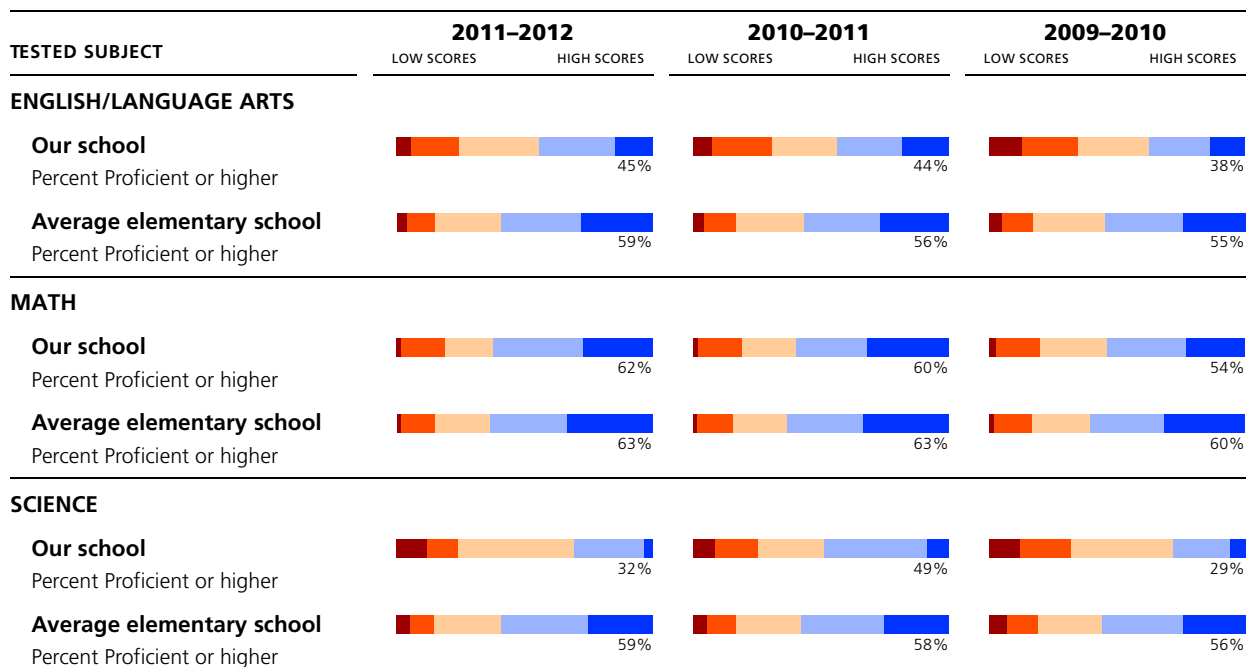 TESTED SUBJECT
2011–2012
2010–2011
2009–2010
LOW SCORES HIGH SCORES
LOW SCORES HIGH SCORES
LOW SCORES HIGH SCORES
ENGLISH/LANGUAGE ARTS
Our school
Percent Proficient or higher
45%
44%
38%
Average elementary school
Percent Proficient or higher
59%
56%
55%
MATH
Our school
Percent Proficient or higher
62%
60%
54%
Average elementary school
Percent Proficient or higher
63%
63%
60%
SCIENCE
Our school
Percent Proficient or higher
32%
49%
29%
Average elementary school
Percent Proficient or higher
59%
58%
56%